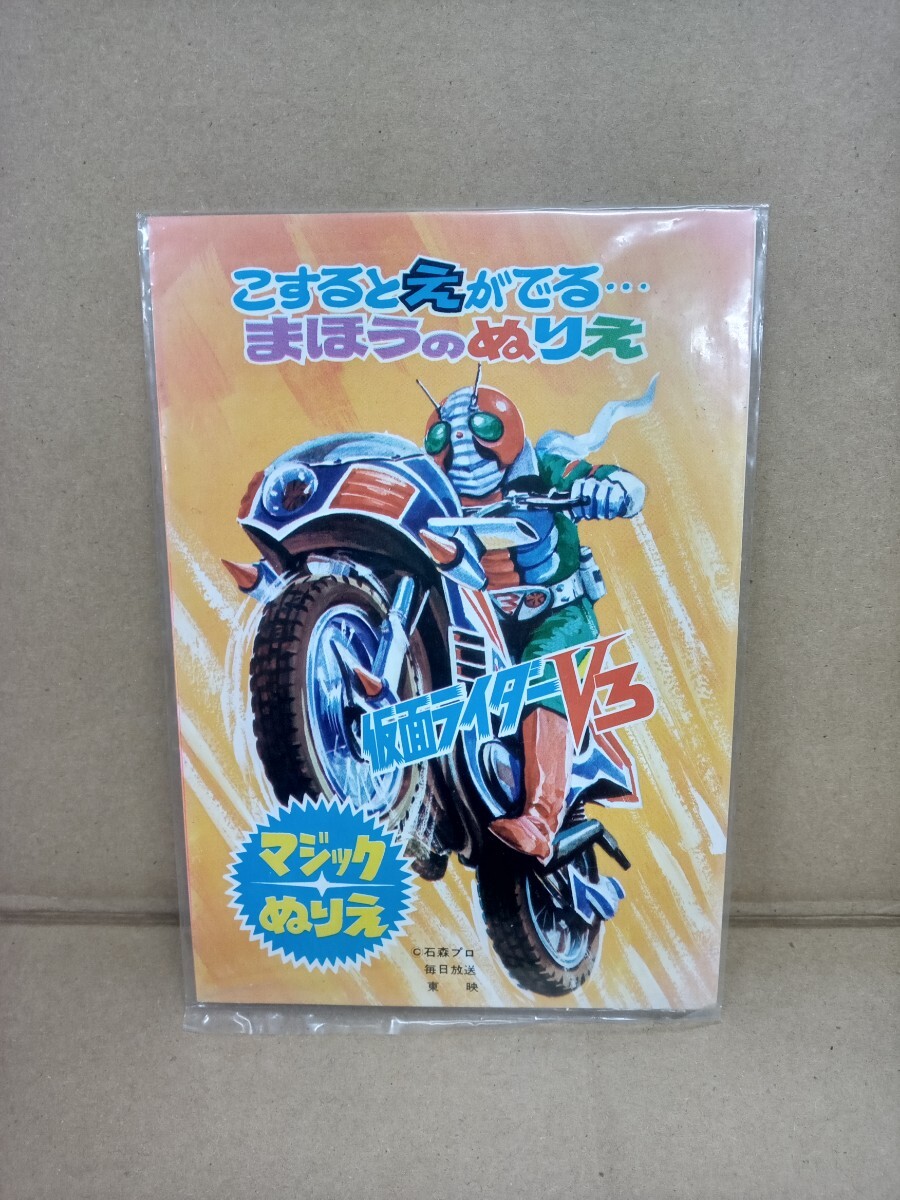 こするとえがでる…
まほうのぬりえ
仮面ライダーV3
マジック
ぬりえ
©石森プロ
毎日放送
東 映